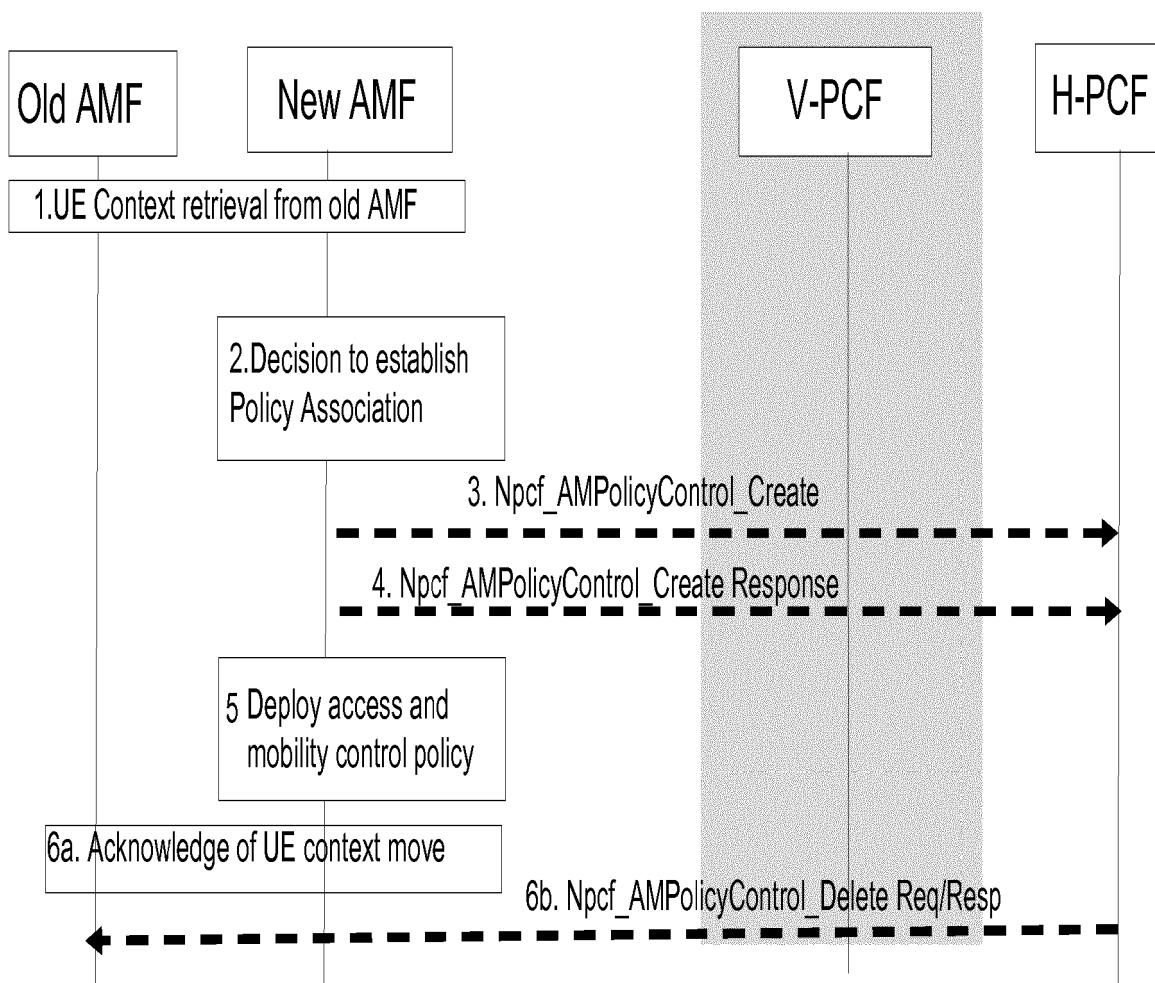 Old AMF
New AMF
V-PCF
H-PCF
1.UE Context retrieval from old AMF
2.Decision to establish
Policy Association
3. Npcf_AMPolicyControl_Create
4. Npcf_AMPolicyControl_Create Response
5 Deploy access and
mobility control policy
6a. Acknowledge of UE context move
6b. Npcf_AMPolicyControl_Delete Req/Resp